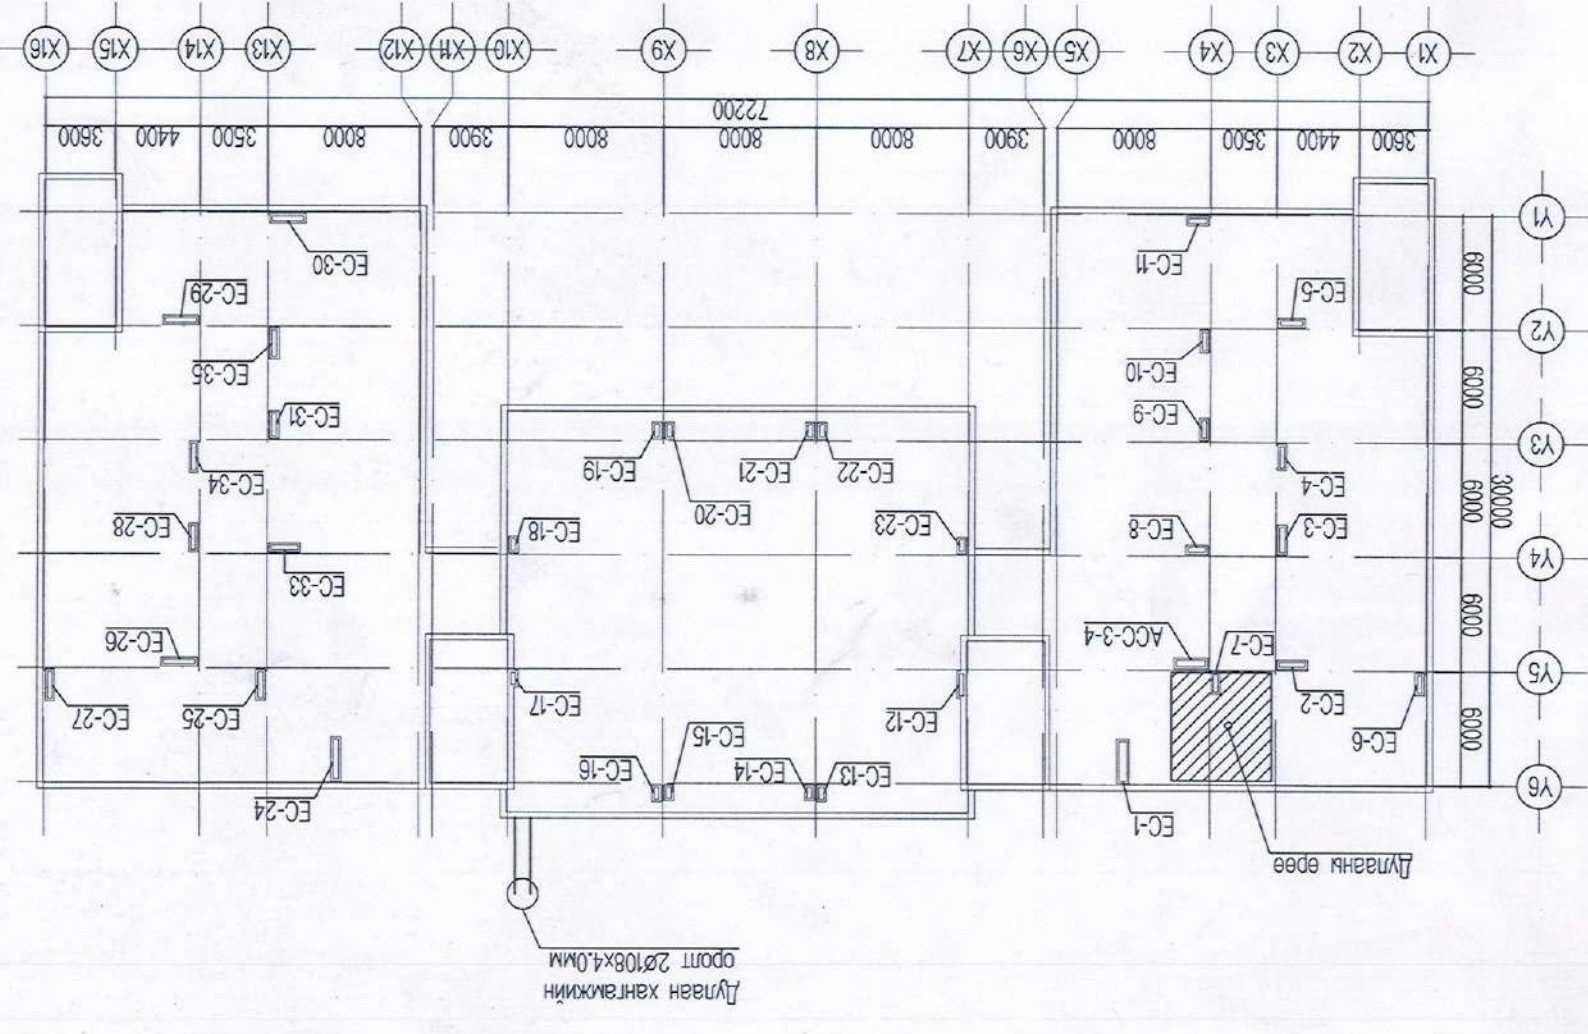 Дулаан хангамжийн
оролт 2Ø108x4.0мм
Дулааны өрөө
EC-1
EC-24
Y6
EC-6
EC-13
EC-14
EC-15
EC-16
6000
EC-2
EC-12
EC-17
EC-25
EC-27
Y5
EC-7
ACC-3-4
EC-26
6000
EC-33
Y4
EC-3
EC-8
EC-23
EC-18
EC-28
30000
6000
EC-20
EC-4
EC-22
EC-21
EC-19
EC-34
Y3
EC-9
EC-31
6000
EC-10
EC-35
Y2
EC-5
EC-29
6000
EC-11
EC-30
Y1
3600
4400
3500
8000
3900
8000
8000
8000
3900
8000
3500
4400
3600
72200
X1
X2
X3
X4
X5
X6
X7
X8
X9
X10
X11
X12
X13
X14
X15
X16